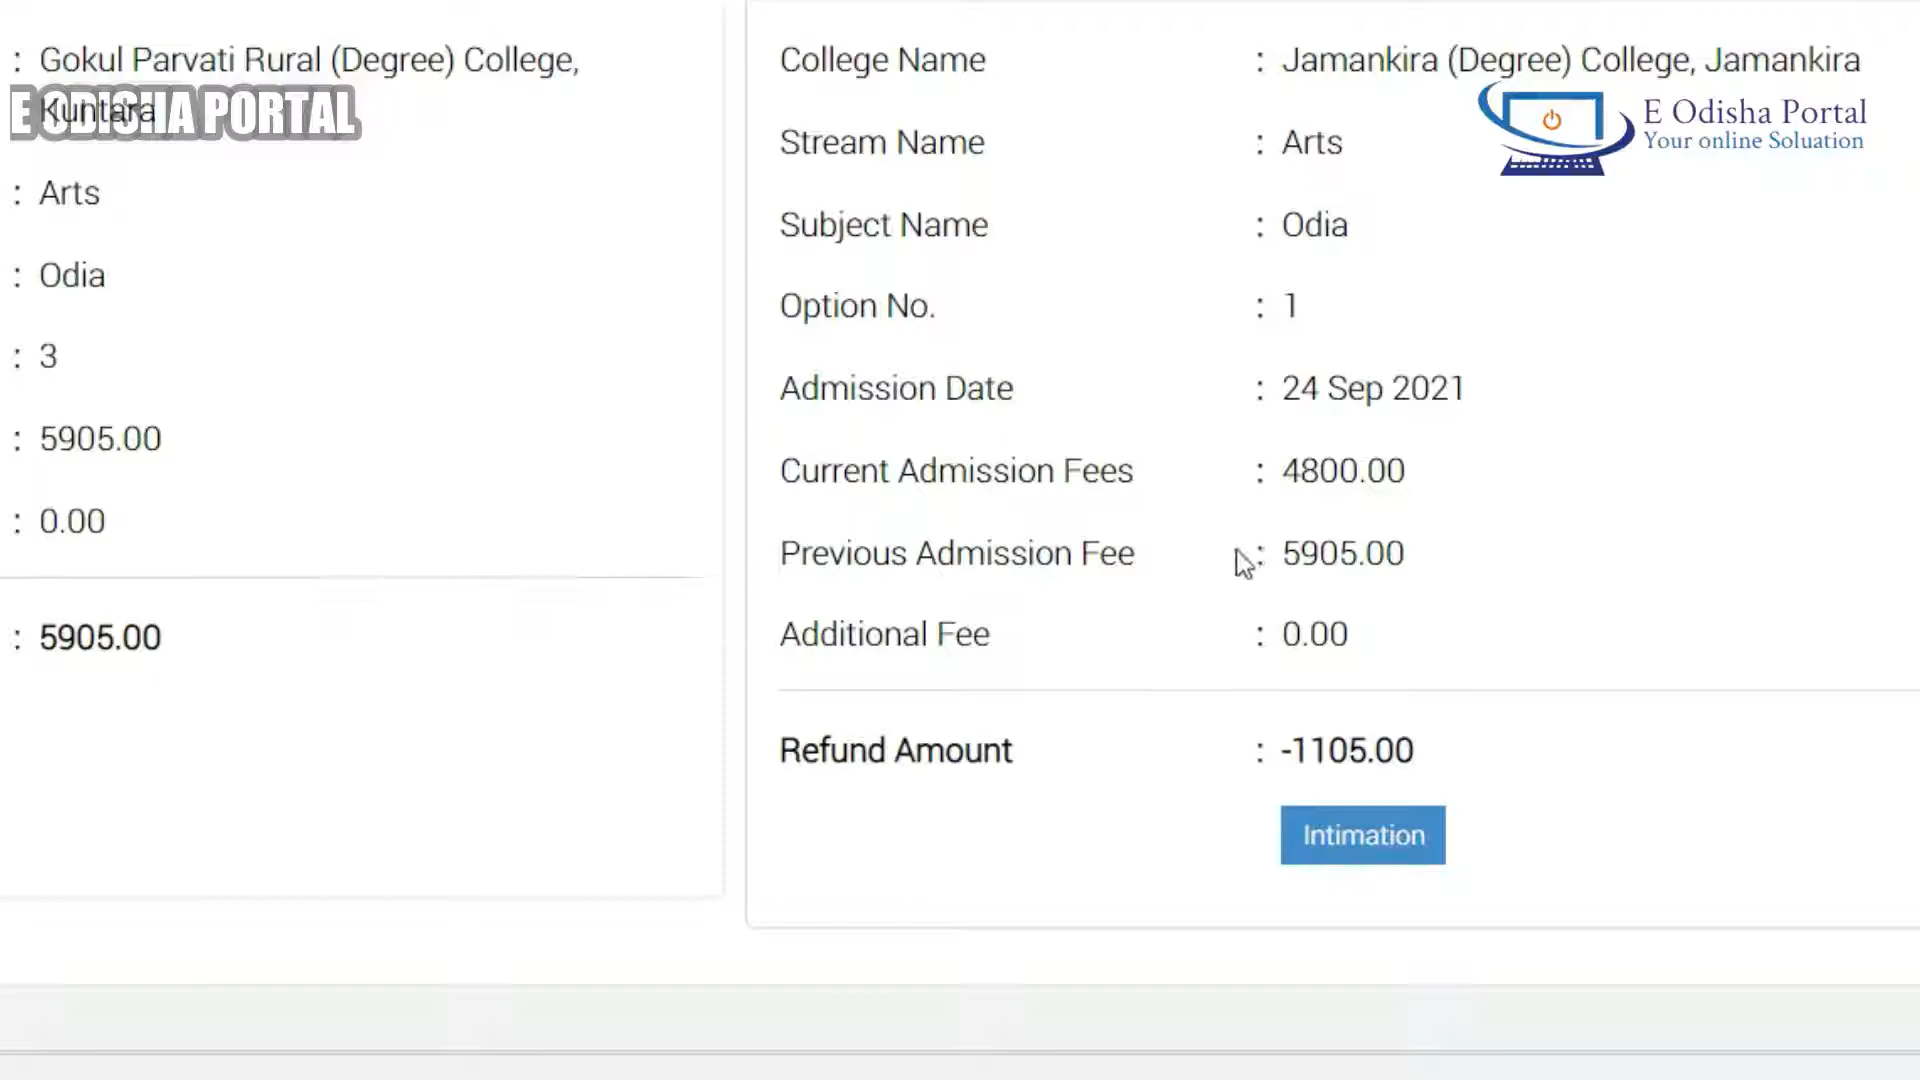 : Gokul Parvati Rural (Degree) College,
Kuntara
E ODISHA PORTAL
: Arts
: Odia
: 3
: 5905.00
: 0.00
: 5905.00
College Name : Jamankira (Degree) College, Jamankira
E Odisha Portal
Your online Soluation
Stream Name : Arts
Subject Name : Odia
Option No. : 1
Admission Date : 24 Sep 2021
Current Admission Fees : 4800.00
Previous Admission Fee : 5905.00
Additional Fee : 0.00
Refund Amount : -1105.00
Intimation